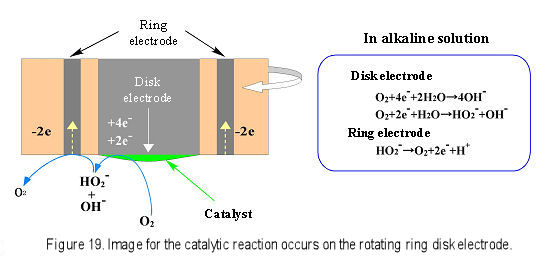 Ring
electrode
In alkaline solution
Disk
electrode
+4e⁻
+2e⁻
-2e
-2e
Disk electrode
O₂+4e⁻+2H₂O→4OH⁻
O₂+2e⁻+H₂O→HO₂⁻+OH⁻
Ring electrode
HO₂⁻→O₂+2e⁻+H⁺
O₂
HO₂⁻
+
OH⁻
O₂
Catalyst
Figure 19. Image for the catalytic reaction occurs on the rotating ring disk electrode.